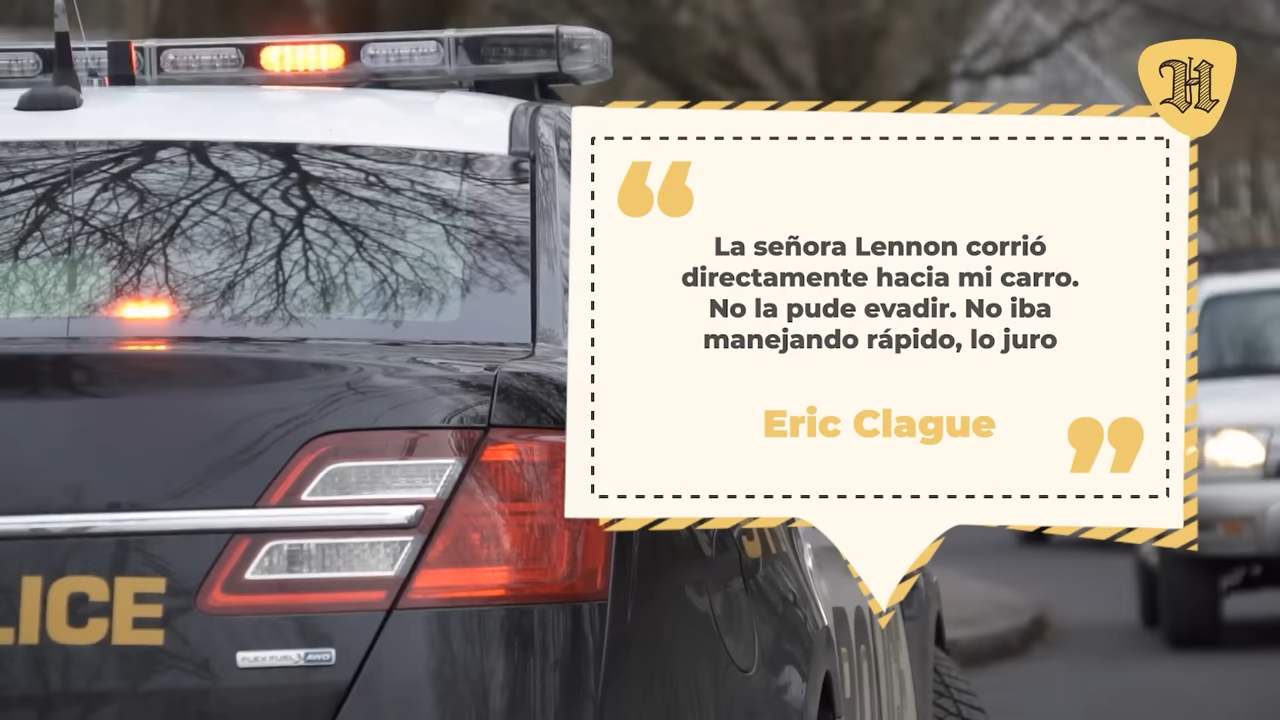 H
La señora Lennon corrió
directamente hacia mi carro.
No la pude evadir. No iba
manejando rápido, lo juro
Eric Clague
LICE
FLEX FUEL AWD